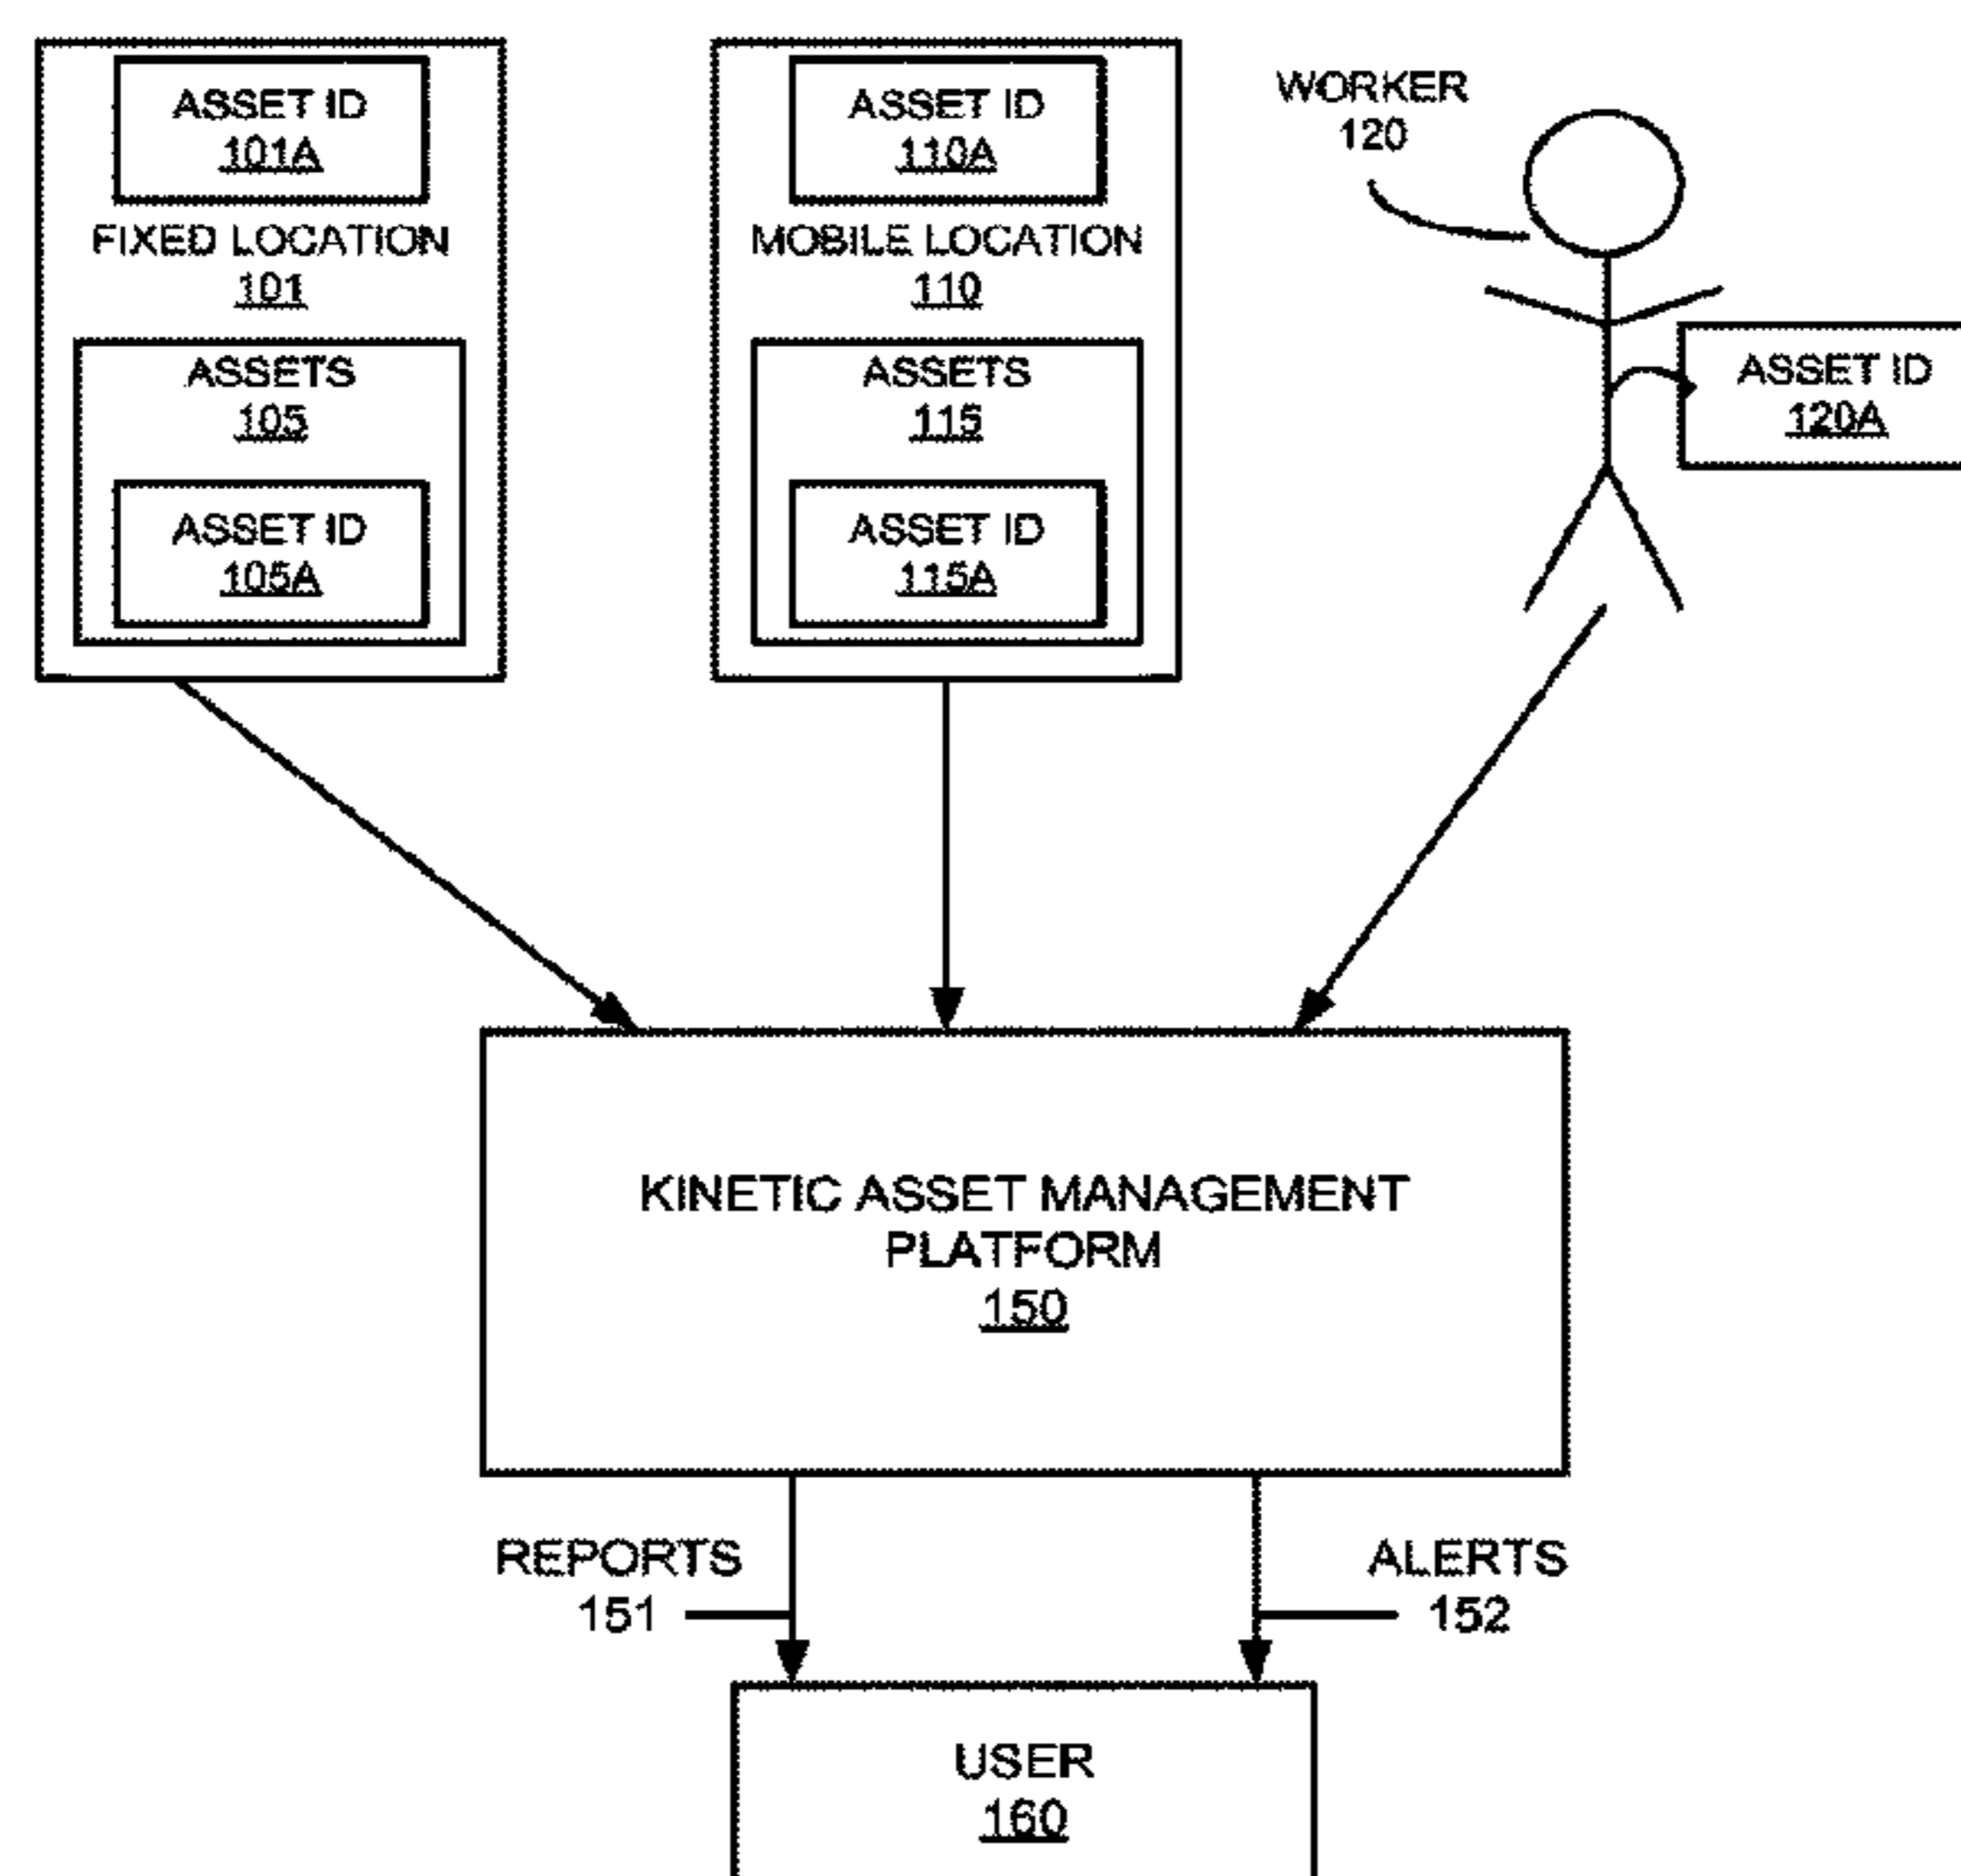 ASSET ID
101A
FIXED LOCATION
101
ASSETS
105
ASSET ID
105A
ASSET ID
110A
MOBILE LOCATION
110
ASSETS
115
ASSET ID
115A
WORKER
120
ASSET ID
120A
KINETIC ASSET MANAGEMENT
PLATFORM
150
REPORTS
151
ALERTS
152
USER
160